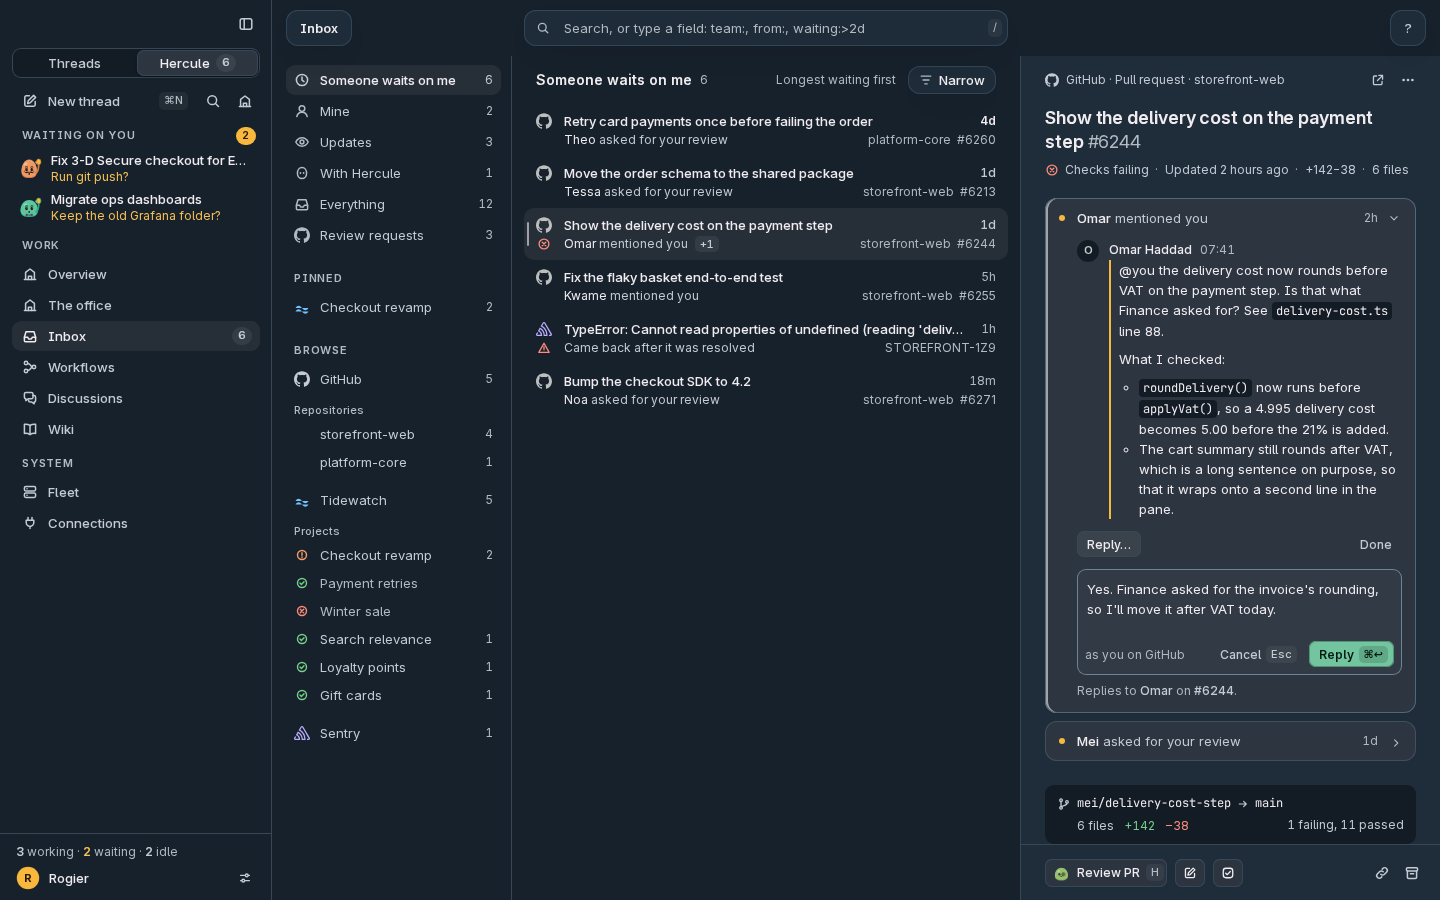 Threads
Hercule 6
New thread ⌘N
WAITING ON YOU 2
Fix 3-D Secure checkout for E…
Run git push?
Migrate ops dashboards
Keep the old Grafana folder?
WORK
Overview
The office
Inbox 6
Workflows
Discussions
Wiki
SYSTEM
Fleet
Connections
3 working · 2 waiting · 2 idle
R Rogier
Inbox
Someone waits on me 6
Mine 2
Updates 3
With Hercule 1
Everything 12
Review requests 3
PINNED
Checkout revamp 2
BROWSE
GitHub 5
Repositories
storefront-web 4
platform-core 1
Tidewatch 5
Projects
Checkout revamp 2
Payment retries
Winter sale
Search relevance 1
Loyalty points 1
Gift cards 1
Sentry 1
Search, or type a field: team:, from:, waiting:>2d /
?
Someone waits on me 6 Longest waiting first Narrow
Retry card payments once before failing the order 4d
Theo asked for your review platform-core #6260
Move the order schema to the shared package 1d
Tessa asked for your review storefront-web #6213
Show the delivery cost on the payment step 1d
Omar mentioned you +1 storefront-web #6244
Fix the flaky basket end-to-end test 5h
Kwame mentioned you storefront-web #6255
TypeError: Cannot read properties of undefined (reading 'deliv… 1h
Came back after it was resolved STOREFRONT-1Z9
Bump the checkout SDK to 4.2 18m
Noa asked for your review storefront-web #6271
GitHub · Pull request · storefront-web
Show the delivery cost on the payment
step #6244
Checks failing · Updated 2 hours ago · +142−38 · 6 files
Omar mentioned you 2h
O Omar Haddad 07:41
@you the delivery cost now rounds before
VAT on the payment step. Is that what
Finance asked for? See delivery-cost.ts
line 88.
What I checked:
roundDelivery() now runs before
applyVat(), so a 4.995 delivery cost
becomes 5.00 before the 21% is added.
The cart summary still rounds after VAT,
which is a long sentence on purpose, so
that it wraps onto a second line in the
pane.
Reply… Done
Yes. Finance asked for the invoice's rounding,
so I'll move it after VAT today.
as you on GitHub Cancel Esc Reply ⌘↩
Replies to Omar on #6244.
Mei asked for your review 1d
mei/delivery-cost-step → main
6 files +142 −38 1 failing, 11 passed
Review PR H